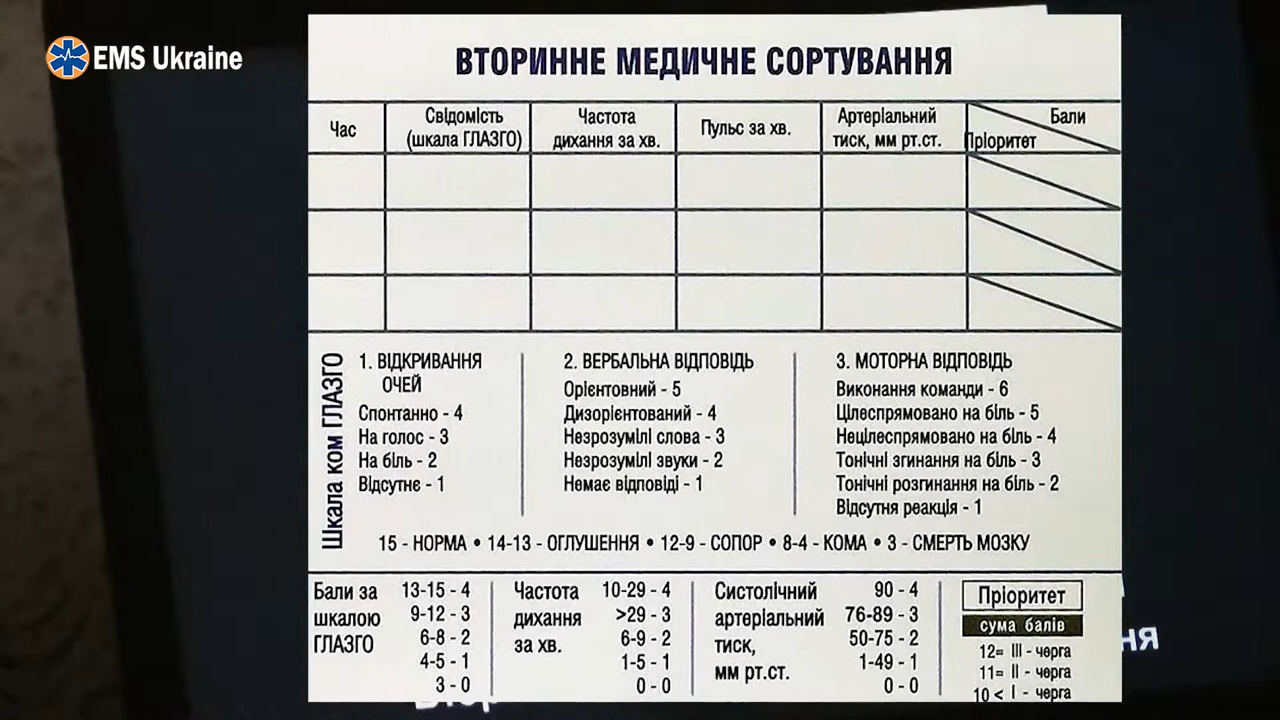 EMS Ukraine
ВТОРИННЕ МЕДИЧНЕ СОРТУВАННЯ
Час
Свідомість
(шкала ГЛАЗГО)
Частота
дихання за хв.
Пульс за хв.
Артеріальний
тиск, мм рт.ст.
Бали
Пріоритет
Шкала ком ГЛАЗГО
1. ВІДКРИВАННЯ
ОЧЕЙ
Спонтанно - 4
На голос - 3
На біль - 2
Відсутнє - 1
2. ВЕРБАЛЬНА ВІДПОВІДЬ
Орієнтовний - 5
Дизорієнтований - 4
Незрозумілі слова - 3
Незрозумілі звуки - 2
Немає відповіді - 1
3. МОТОРНА ВІДПОВІДЬ
Виконання команди - 6
Цілеспрямовано на біль - 5
Нецілеспрямовано на біль - 4
Тонічні згинання на біль - 3
Тонічні розгинання на біль - 2
Відсутня реакція - 1
15 - НОРМА • 14-13 - ОГЛУШЕННЯ • 12-9 - СОПОР • 8-4 - КОМА • 3 - СМЕРТЬ МОЗКУ
Бали за
шкалою
ГЛАЗГО
13-15 - 4
9-12 - 3
6-8 - 2
4-5 - 1
3 - 0
Частота
дихання
за хв.
10-29 - 4
>29 - 3
6-9 - 2
1-5 - 1
0 - 0
Систолічний
артеріальний
тиск,
мм рт.ст.
90 - 4
76-89 - 3
50-75 - 2
1-49 - 1
0 - 0
Пріоритет
сума балів
12= III - черга
11= II - черга
10 < I - черга